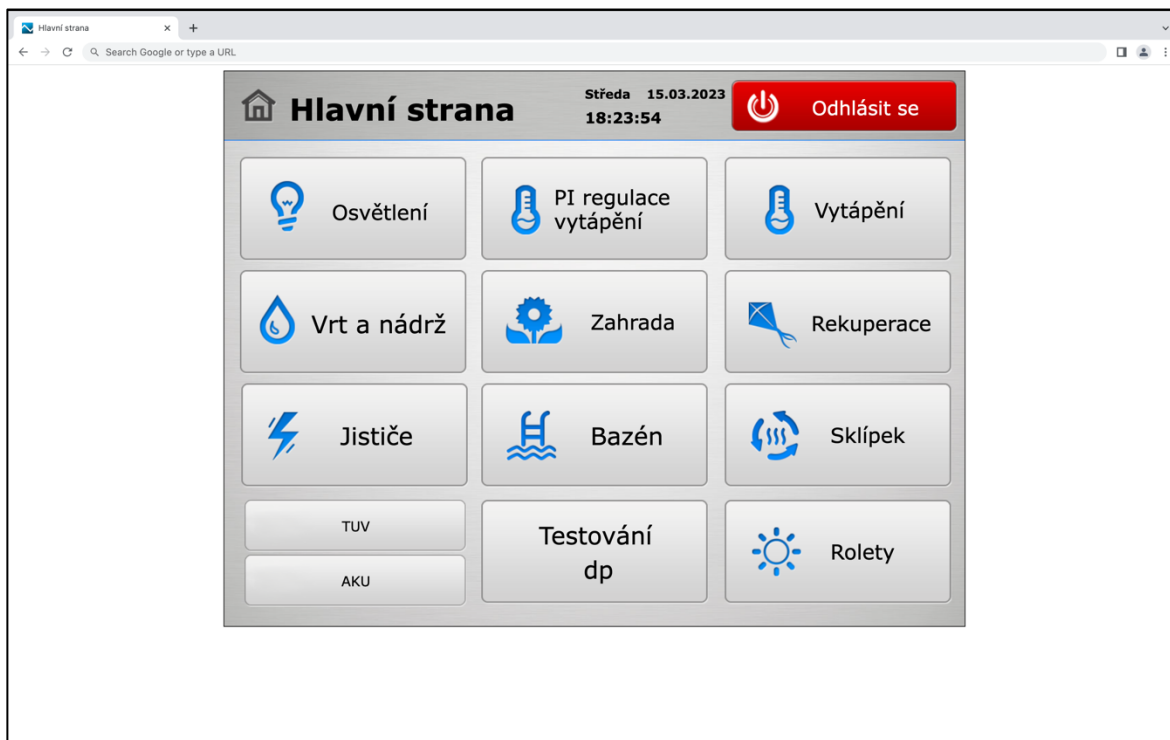 Hlavní strana
Search Google or type a URL
Hlavní strana
Středa 15.03.2023
18:23:54
Odhlásit se
Osvětlení
PI regulace
vytápění
Vytápění
Vrt a nádrž
Zahrada
Rekuperace
Jističe
Bazén
Sklípek
TUV
AKU
Testování
dp
Rolety